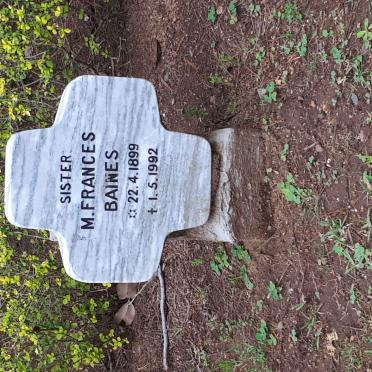 SISTER
M.FRANCES
BAINES
☼ 22.4.1899
✝ 1.5.1992